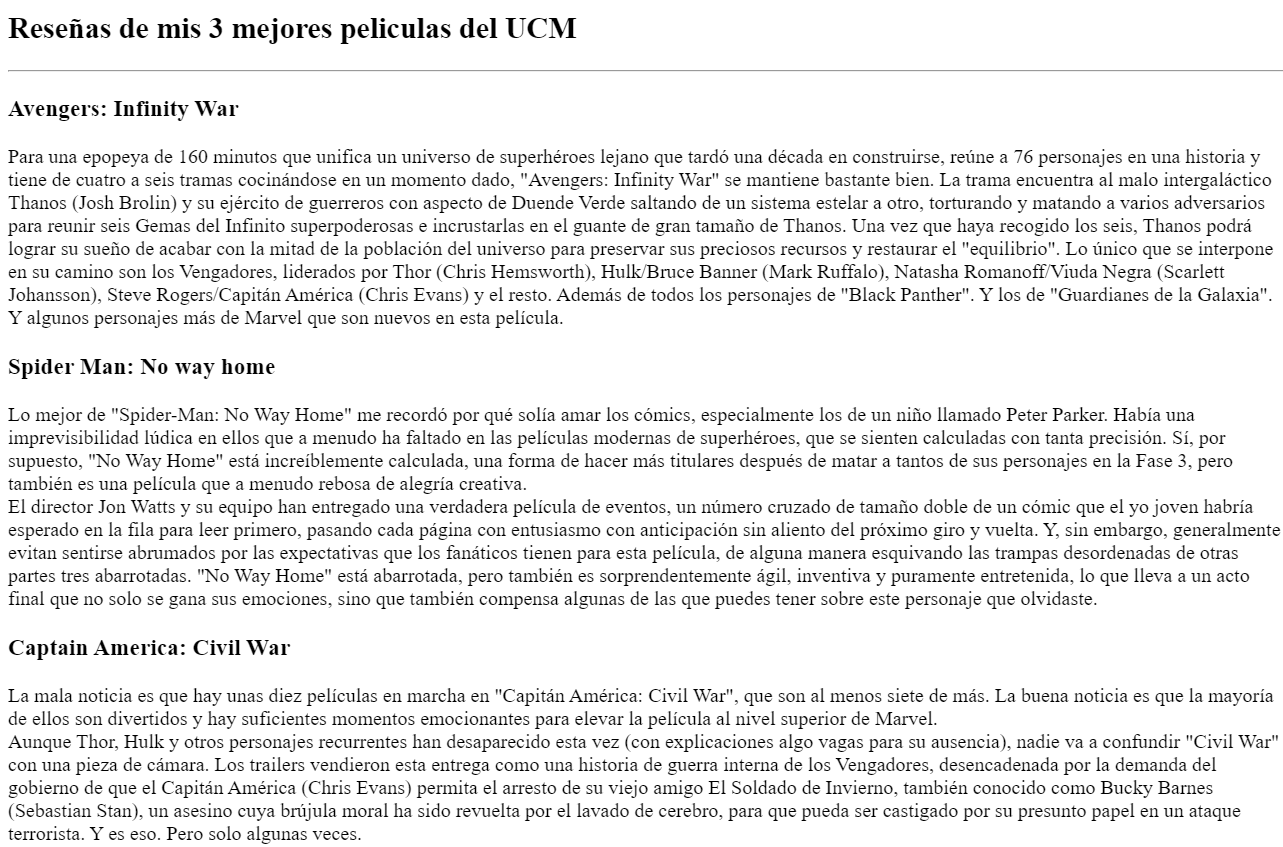 Reseñas de mis 3 mejores peliculas del UCM
Avengers: Infinity War
Para una epopeya de 160 minutos que unifica un universo de superhéroes lejano que tardó una década en construirse, reúne a 76 personajes en una historia y
tiene de cuatro a seis tramas cocinándose en un momento dado, "Avengers: Infinity War" se mantiene bastante bien. La trama encuentra al malo intergaláctico
Thanos (Josh Brolin) y su ejército de guerreros con aspecto de Duende Verde saltando de un sistema estelar a otro, torturando y matando a varios adversarios
para reunir seis Gemas del Infinito superpoderosas e incrustarlas en el guante de gran tamaño de Thanos. Una vez que haya recogido los seis, Thanos podrá
lograr su sueño de acabar con la mitad de la población del universo para preservar sus preciosos recursos y restaurar el "equilibrio". Lo único que se interpone
en su camino son los Vengadores, liderados por Thor (Chris Hemsworth), Hulk/Bruce Banner (Mark Ruffalo), Natasha Romanoff/Viuda Negra (Scarlett
Johansson), Steve Rogers/Capitán América (Chris Evans) y el resto. Además de todos los personajes de "Black Panther". Y los de "Guardianes de la Galaxia".
Y algunos personajes más de Marvel que son nuevos en esta película.
Spider Man: No way home
Lo mejor de "Spider-Man: No Way Home" me recordó por qué solía amar los cómics, especialmente los de un niño llamado Peter Parker. Había una
imprevisibilidad lúdica en ellos que a menudo ha faltado en las películas modernas de superhéroes, que se sienten calculadas con tanta precisión. Sí, por
supuesto, "No Way Home" está increíblemente calculada, una forma de hacer más titulares después de matar a tantos de sus personajes en la Fase 3, pero
también es una película que a menudo rebosa de alegría creativa.
El director Jon Watts y su equipo han entregado una verdadera película de eventos, un número cruzado de tamaño doble de un cómic que el yo joven habría
esperado en la fila para leer primero, pasando cada página con entusiasmo con anticipación sin aliento del próximo giro y vuelta. Y, sin embargo, generalmente
evitan sentirse abrumados por las expectativas que los fanáticos tienen para esta película, de alguna manera esquivando las trampas desordenadas de otras
partes tres abarrotadas. "No Way Home" está abarrotada, pero también es sorprendentemente ágil, inventiva y puramente entretenida, lo que lleva a un acto
final que no solo se gana sus emociones, sino que también compensa algunas de las que puedes tener sobre este personaje que olvidaste.
Captain America: Civil War
La mala noticia es que hay unas diez películas en marcha en "Capitán América: Civil War", que son al menos siete de más. La buena noticia es que la mayoría
de ellos son divertidos y hay suficientes momentos emocionantes para elevar la película al nivel superior de Marvel.
Aunque Thor, Hulk y otros personajes recurrentes han desaparecido esta vez (con explicaciones algo vagas para su ausencia), nadie va a confundir "Civil War"
con una pieza de cámara. Los trailers vendieron esta entrega como una historia de guerra interna de los Vengadores, desencadenada por la demanda del
gobierno de que el Capitán América (Chris Evans) permita el arresto de su viejo amigo El Soldado de Invierno, también conocido como Bucky Barnes
(Sebastian Stan), un asesino cuya brújula moral ha sido revuelta por el lavado de cerebro, para que pueda ser castigado por su presunto papel en un ataque
terrorista. Y es eso. Pero solo algunas veces.